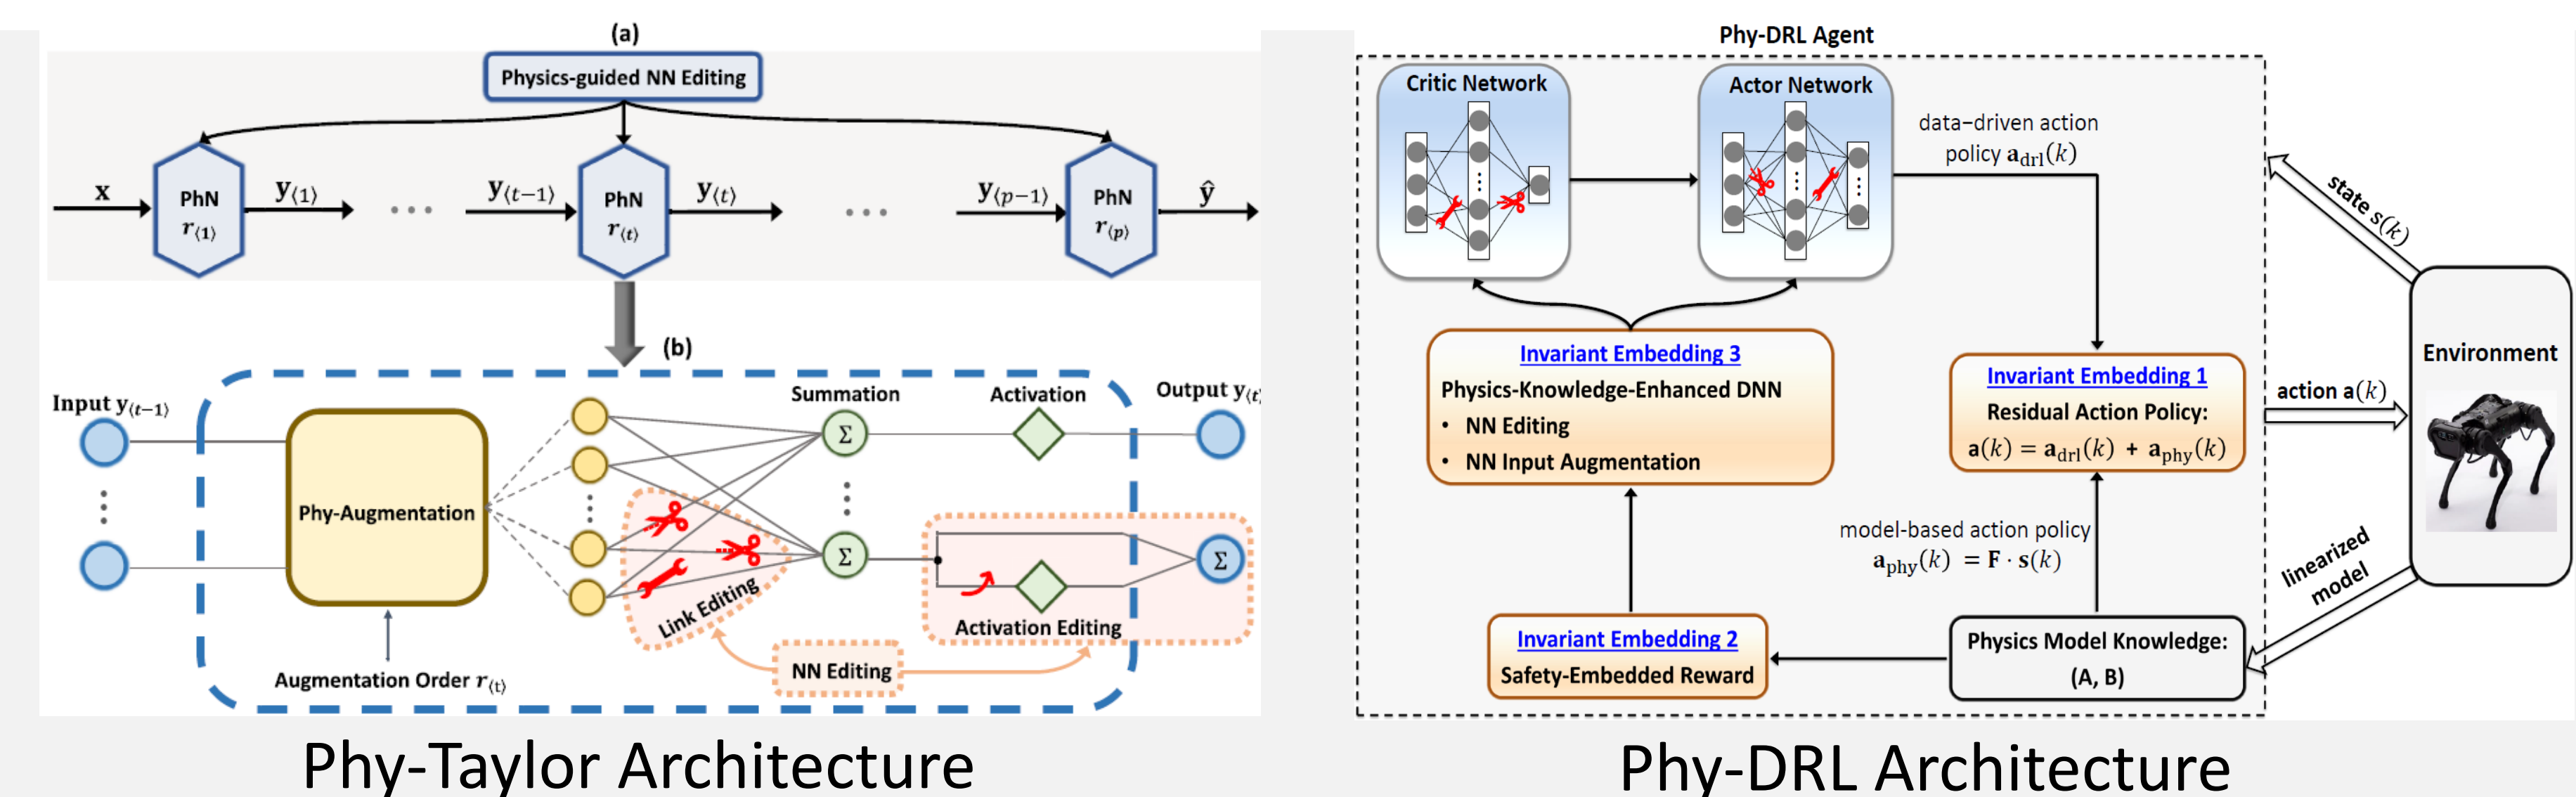 (a)
Physics-guided NN Editing
x
PhN
r⟨1⟩
y⟨1⟩
...
y⟨t−1⟩
PhN
r⟨t⟩
y⟨t⟩
...
y⟨p−1⟩
PhN
r⟨p⟩
ŷ
(b)
Input y⟨t−1⟩
Summation
Activation
Output y⟨t⟩
Σ
Phy-Augmentation
Σ
Σ
Link Editing
Activation Editing
NN Editing
Augmentation Order r⟨t⟩
Phy-Taylor Architecture
Phy-DRL Agent
Critic Network
Actor Network
data−driven action
policy a_drl(k)
state s(k)
Invariant Embedding 3
Physics-Knowledge-Enhanced DNN
• NN Editing
• NN Input Augmentation
Invariant Embedding 1
Residual Action Policy:
a(k) = a_drl(k) + a_phy(k)
action a(k)
Environment
model-based action policy
a_phy(k) = F · s(k)
linearized
model
Invariant Embedding 2
Safety-Embedded Reward
Physics Model Knowledge:
(A, B)
Phy-DRL Architecture